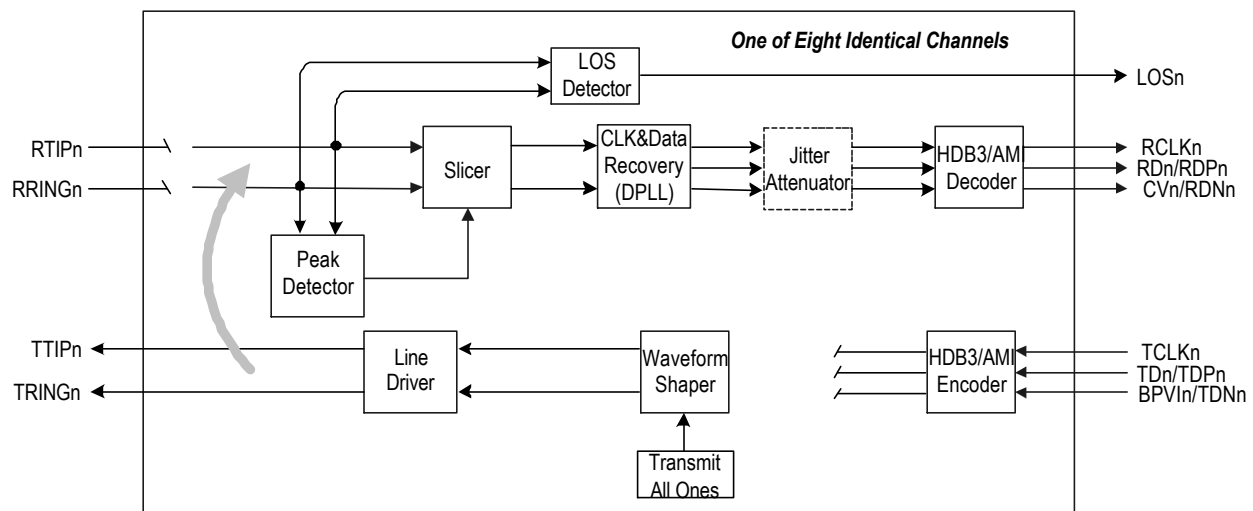 One of Eight Identical Channels
LOS
Detector
LOSn
RTIPn
RRINGn
Slicer
CLK&Data
Recovery
(DPLL)
Jitter
Attenuator
HDB3/AMI
Decoder
RCLKn
RDn/RDPn
CVn/RDNn
Peak
Detector
TTIPn
TRINGn
Line
Driver
Waveform
Shaper
HDB3/AMI
Encoder
TCLKn
TDn/TDPn
BPVIn/TDNn
Transmit
All Ones